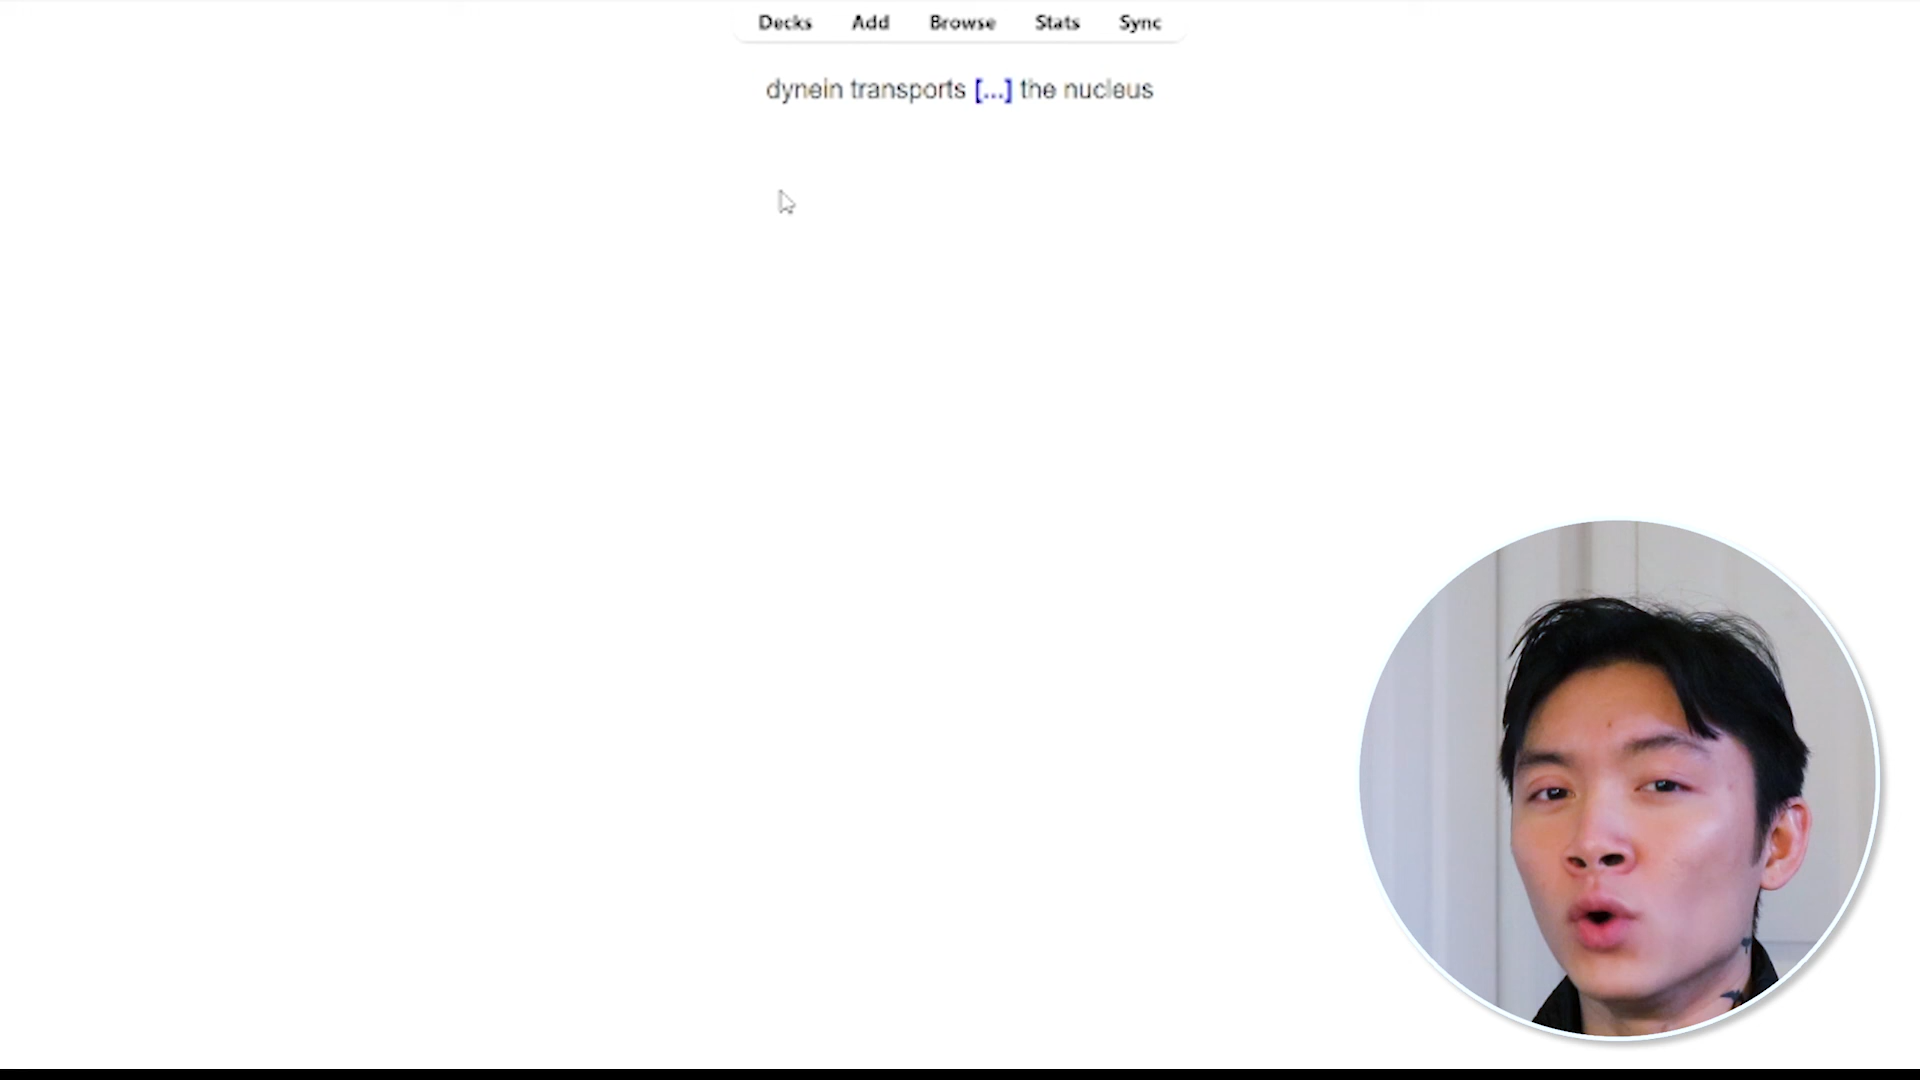 Decks Add Browse Stats Sync
dynein transports [...] the nucleus